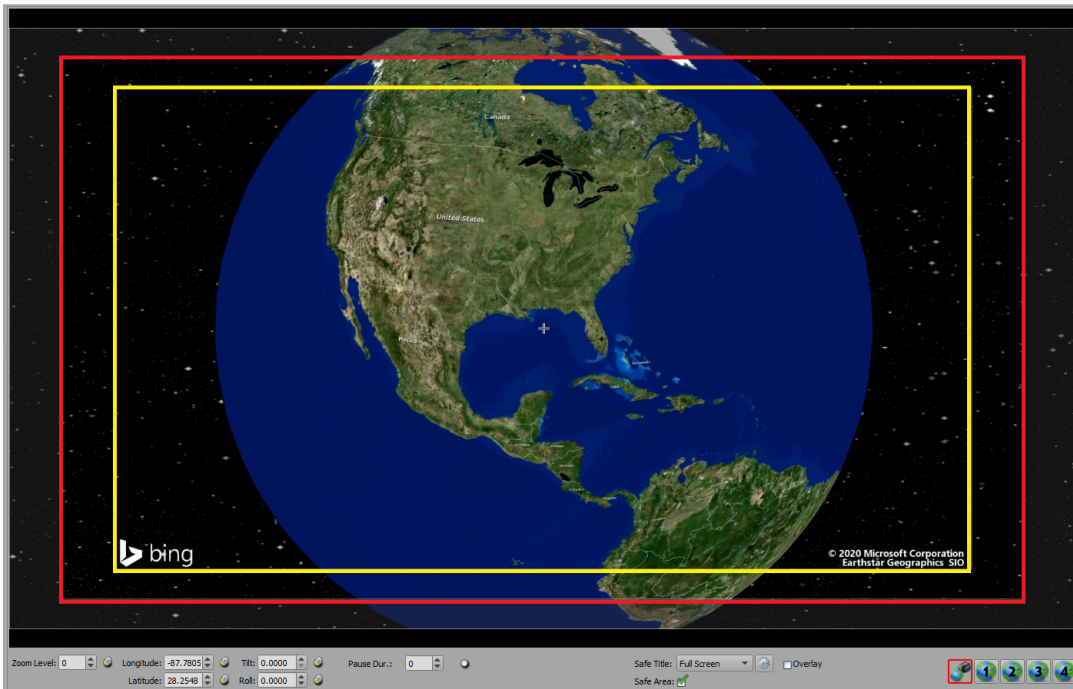 Canada
United States
Mexico
bing
© 2020 Microsoft Corporation
Earthstar Geographics SIO
Zoom Level: 0 Longitude: -87.7805 Tilt: 0.0000 Pause Dur.: 0 Safe Title: Full Screen Overlay
Latitude: 28.2548 Roll: 0.0000 Safe Area:
1 2 3 4